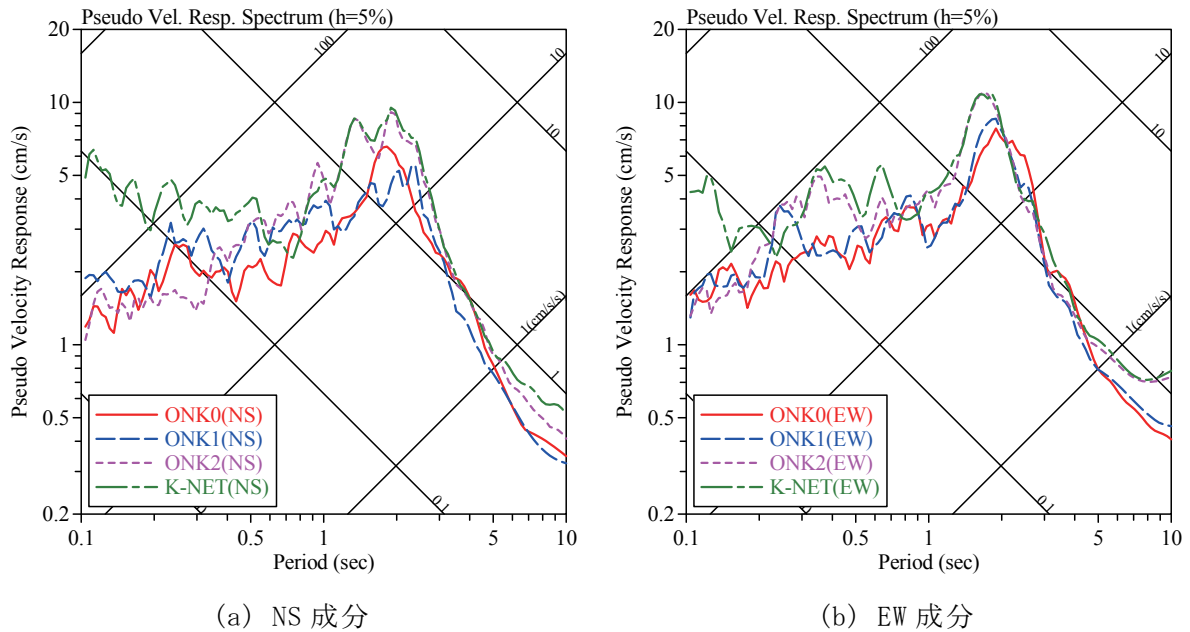 Pseudo Vel. Resp. Spectrum (h=5%)
20
10
5
1
0.5
0.2
Pseudo Velocity Response (cm/s)
100
10
10
1(cm/s/s)
1
0.1
ONK0(NS)
ONK1(NS)
ONK2(NS)
K-NET(NS)
0.1
0.5
1
5
10
Period (sec)
(a) NS 成分
Pseudo Vel. Resp. Spectrum (h=5%)
20
10
5
1
0.5
0.2
Pseudo Velocity Response (cm/s)
100
10
10
1(cm/s/s)
1
0.1
ONK0(EW)
ONK1(EW)
ONK2(EW)
K-NET(EW)
0.1
0.5
1
5
10
Period (sec)
(b) EW 成分